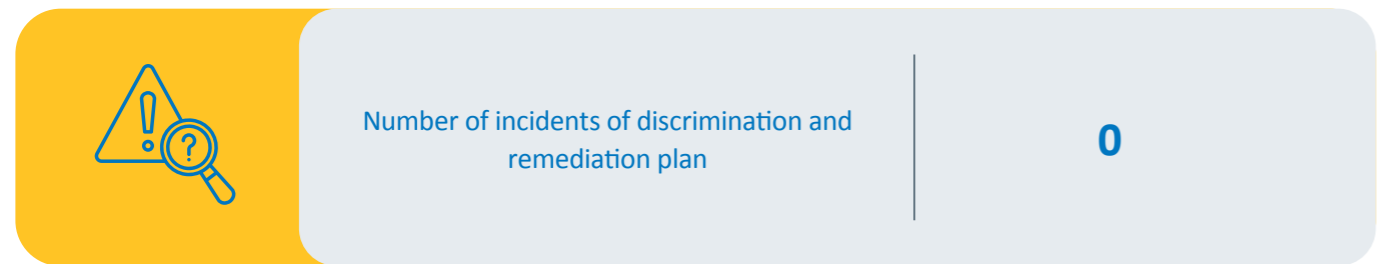 Number of incidents of discrimination and
remediation plan
0